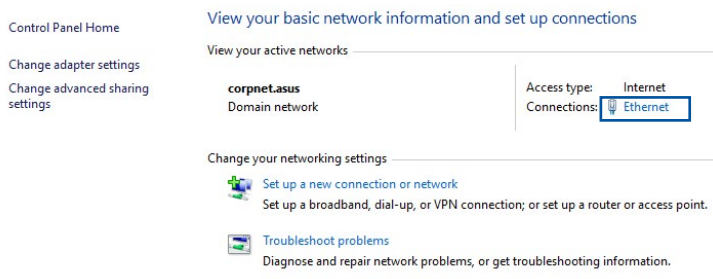 Control Panel Home
Change adapter settings
Change advanced sharing
settings
View your basic network information and set up connections
View your active networks
corpnet.asus
Domain network
Access type: Internet
Connections: Ethernet
Change your networking settings
Set up a new connection or network
Set up a broadband, dial-up, or VPN connection; or set up a router or access point.
Troubleshoot problems
Diagnose and repair network problems, or get troubleshooting information.